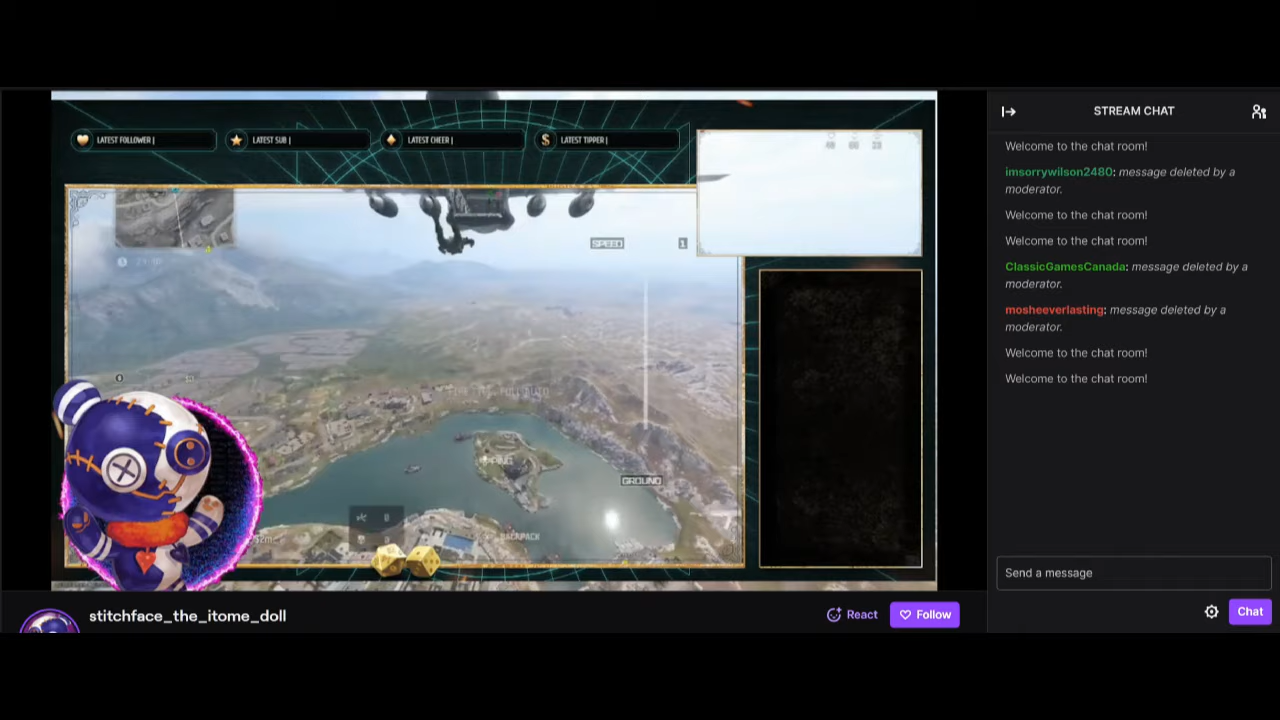 LATEST FOLLOWER |
LATEST SUB |
LATEST CHEER |
LATEST TIPPER |
SPEED
1
GROUND
BACKPACK
stitchface_the_itome_doll
React
Follow
STREAM CHAT
Welcome to the chat room!
imsorrywilson2480: message deleted by a
moderator.
Welcome to the chat room!
Welcome to the chat room!
ClassicGamesCanada: message deleted by a
moderator.
mosheeverlasting: message deleted by a
moderator.
Welcome to the chat room!
Welcome to the chat room!
Send a message
Chat